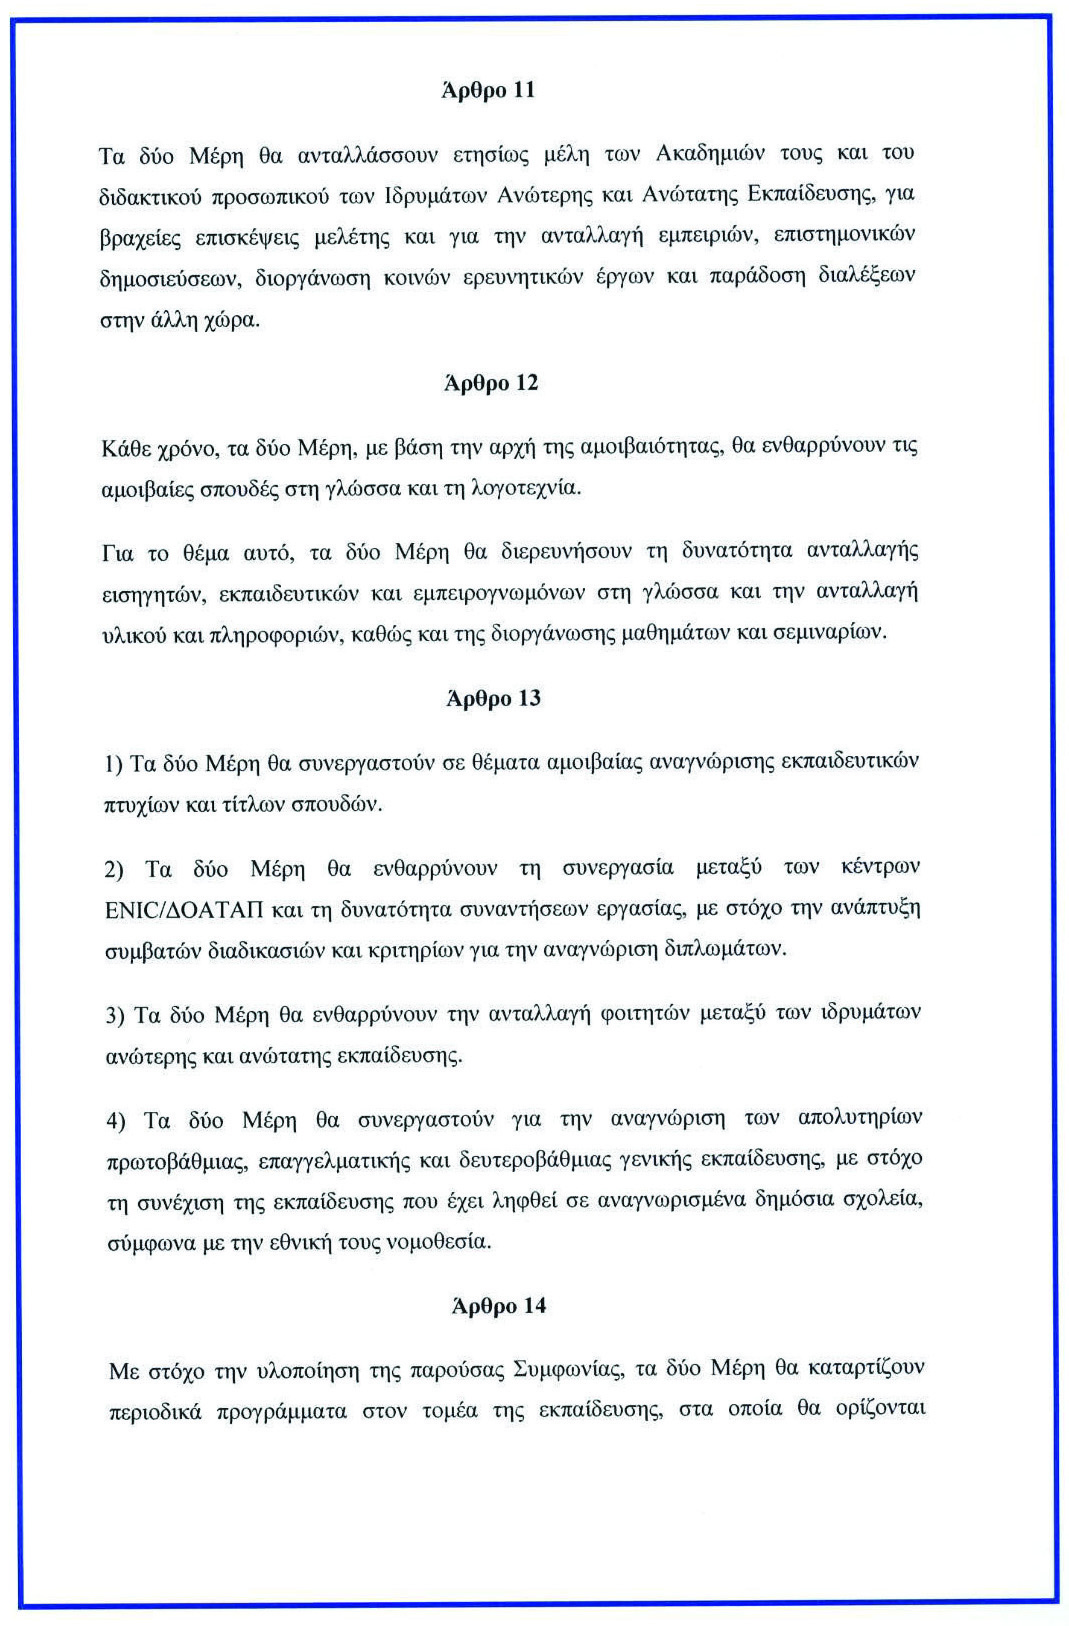 Άρθρο 11
Τα δύο Μέρη θα ανταλλάσσουν ετησίως μέλη των Ακαδημιών τους και του
διδακτικού προσωπικού των Ιδρυμάτων Ανώτερης και Ανώτατης Εκπαίδευσης, για
βραχείες επισκέψεις μελέτης και για την ανταλλαγή εμπειριών, επιστημονικών
δημοσιεύσεων, διοργάνωση κοινών ερευνητικών έργων και παράδοση διαλέξεων
στην άλλη χώρα.
Άρθρο 12
Κάθε χρόνο, τα δύο Μέρη, με βάση την αρχή της αμοιβαιότητας, θα ενθαρρύνουν τις
αμοιβαίες σπουδές στη γλώσσα και τη λογοτεχνία.
Για το θέμα αυτό, τα δύο Μέρη θα διερευνήσουν τη δυνατότητα ανταλλαγής
εισηγητών, εκπαιδευτικών και εμπειρογνωμόνων στη γλώσσα και την ανταλλαγή
υλικού και πληροφοριών, καθώς και της διοργάνωσης μαθημάτων και σεμιναρίων.
Άρθρο 13
1) Τα δύο Μέρη θα συνεργαστούν σε θέματα αμοιβαίας αναγνώρισης εκπαιδευτικών
πτυχίων και τίτλων σπουδών.
2) Τα δύο Μέρη θα ενθαρρύνουν τη συνεργασία μεταξύ των κέντρων
ENIC/ΔΟΑΤΑΠ και τη δυνατότητα συναντήσεων εργασίας, με στόχο την ανάπτυξη
συμβατών διαδικασιών και κριτηρίων για την αναγνώριση διπλωμάτων.
3) Τα δύο Μέρη θα ενθαρρύνουν την ανταλλαγή φοιτητών μεταξύ των ιδρυμάτων
ανώτερης και ανώτατης εκπαίδευσης.
4) Τα δύο Μέρη θα συνεργαστούν για την αναγνώριση των απολυτηρίων
πρωτοβάθμιας, επαγγελματικής και δευτεροβάθμιας γενικής εκπαίδευσης, με στόχο
τη συνέχιση της εκπαίδευσης που έχει ληφθεί σε αναγνωρισμένα δημόσια σχολεία,
σύμφωνα με την εθνική τους νομοθεσία.
Άρθρο 14
Με στόχο την υλοποίηση της παρούσας Συμφωνίας, τα δύο Μέρη θα καταρτίζουν
περιοδικά προγράμματα στον τομέα της εκπαίδευσης, στα οποία θα ορίζονται